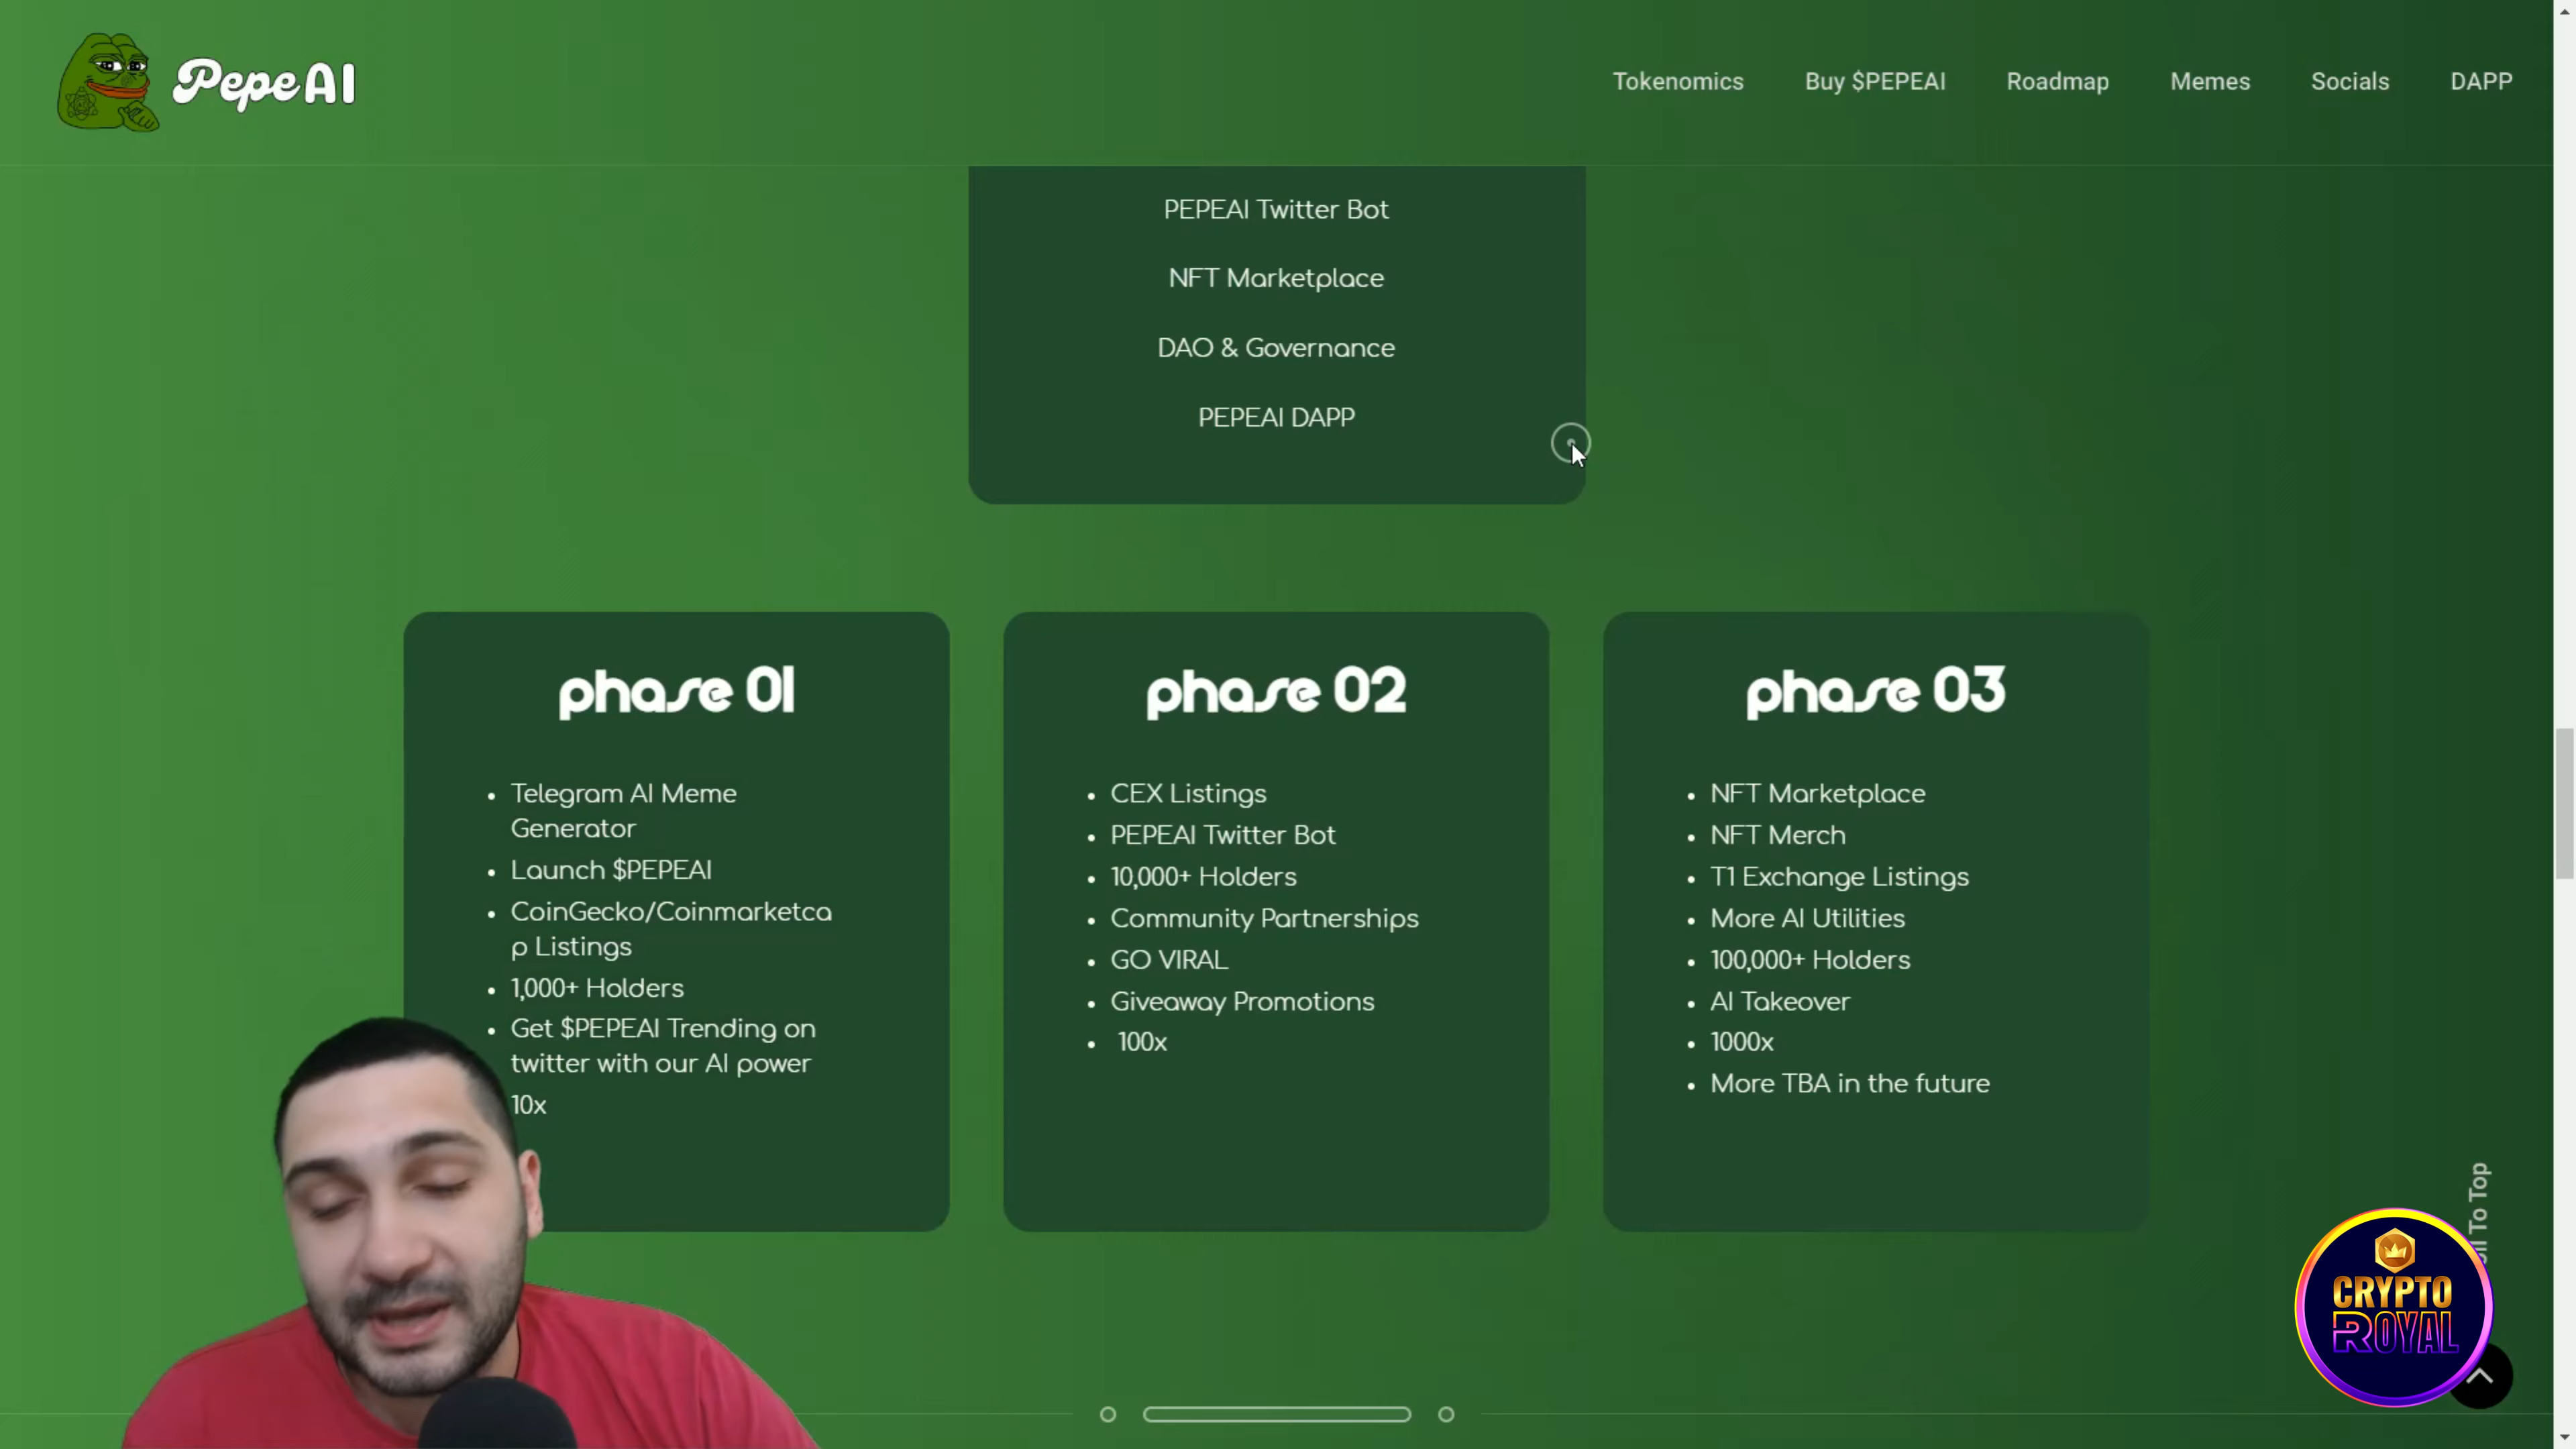 Pepe AI
Tokenomics
Buy $PEPEAI
Roadmap
Memes
Socials
DAPP
PEPEAI Twitter Bot
NFT Marketplace
DAO & Governance
PEPEAI DAPP
phase 01
Telegram AI Meme
Generator
Launch $PEPEAI
CoinGecko/Coinmarketca
p Listings
1,000+ Holders
Get $PEPEAI Trending on
twitter with our AI power
10x
phase 02
CEX Listings
PEPEAI Twitter Bot
10,000+ Holders
Community Partnerships
GO VIRAL
Giveaway Promotions
100x
phase 03
NFT Marketplace
NFT Merch
T1 Exchange Listings
More AI Utilities
100,000+ Holders
AI Takeover
1000x
More TBA in the future
To Top
CRYPTO
ROYAL